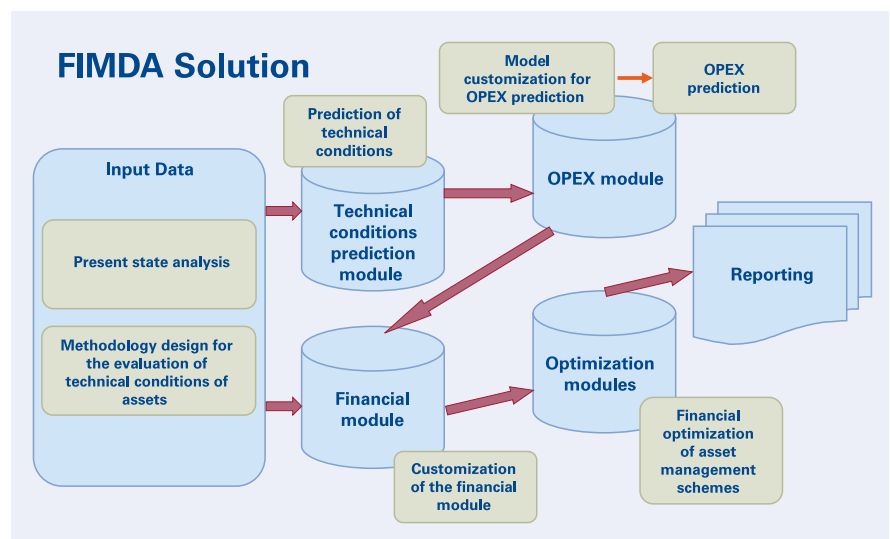 FIMDA Solution
Model
customization for
OPEX prediction
OPEX
prediction
Prediction of
technical
conditions
Input Data
Present state analysis
Methodology design for
the evaluation of
technical conditions of
assets
Technical
conditions
prediction
module
OPEX module
Reporting
Financial
module
Customization
of the financial
module
Optimization
modules
Financial
optimization
of asset
management
schemes